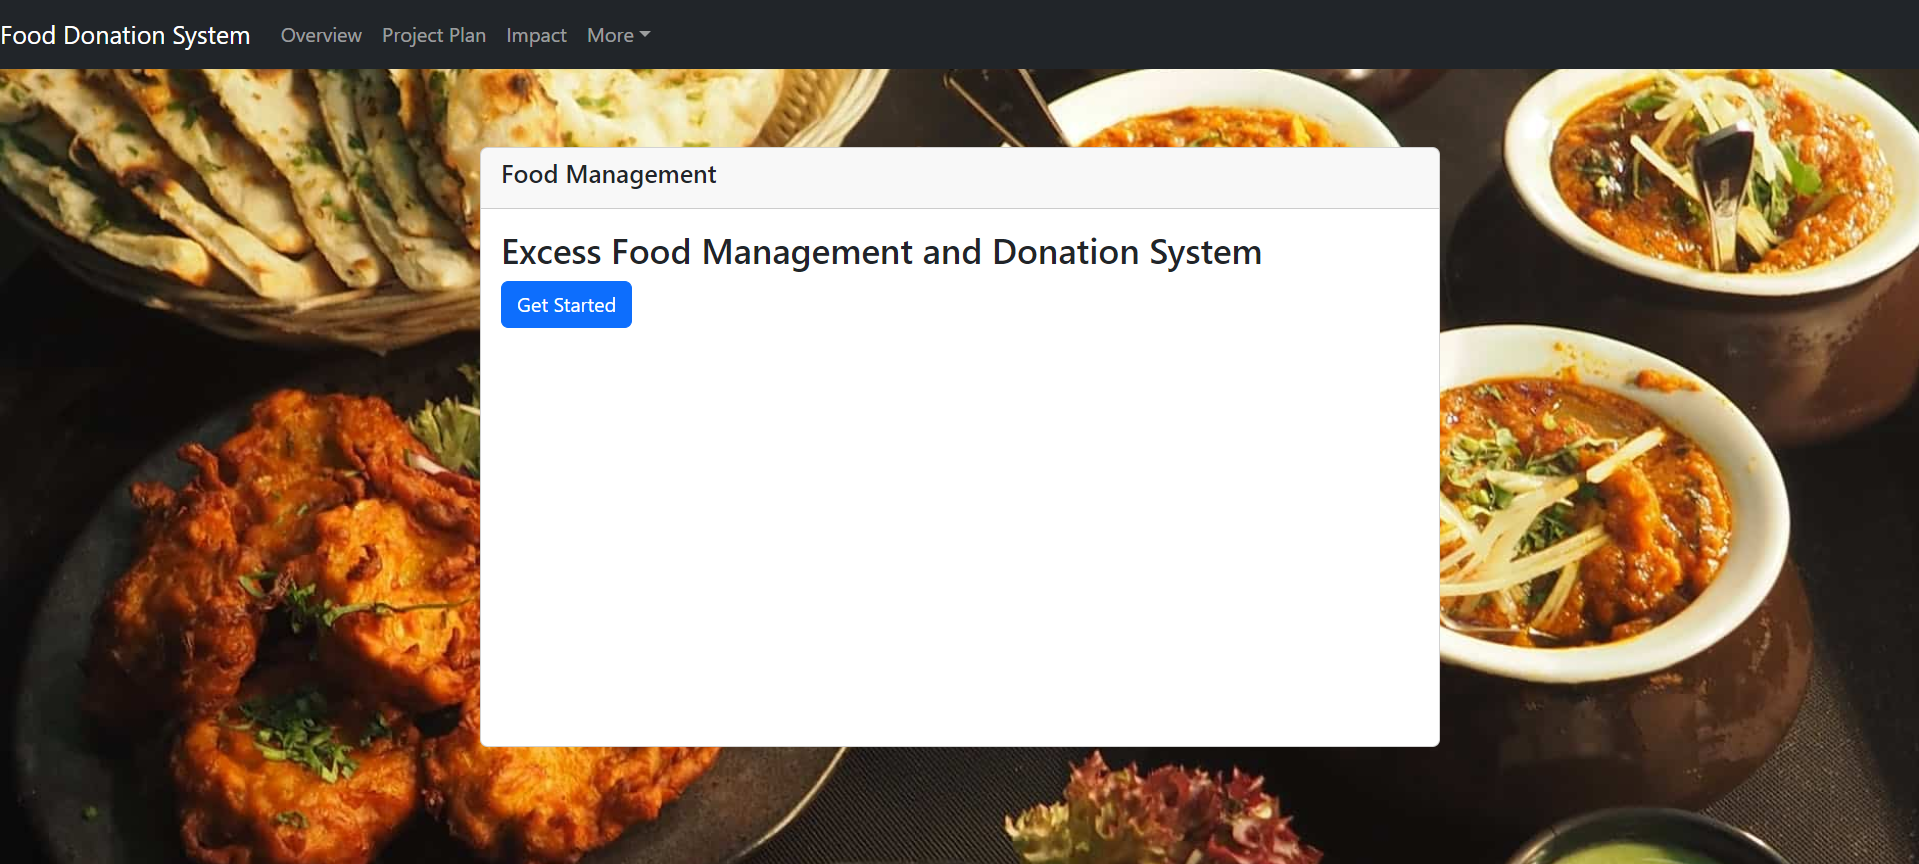 Food Donation System Overview Project Plan Impact More
Food Management
Excess Food Management and Donation System
Get Started